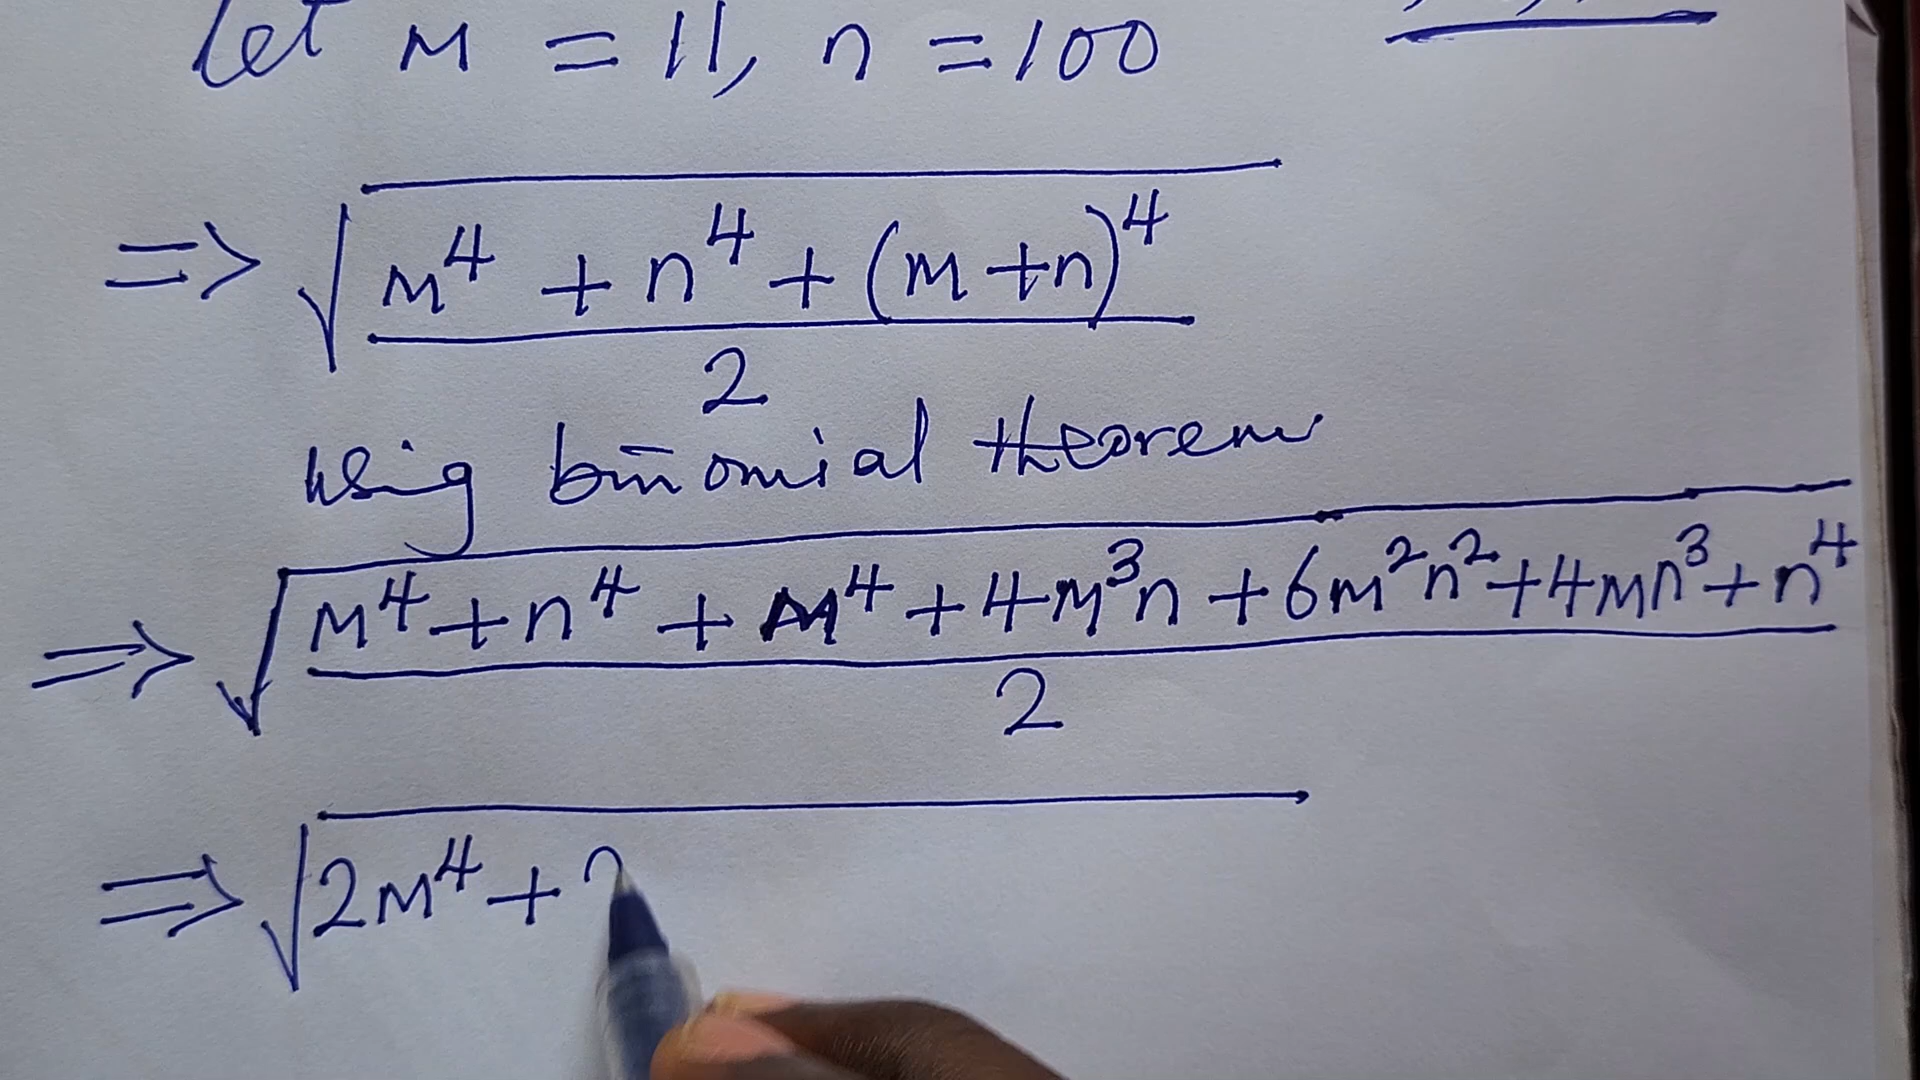 Let m = 11, n = 100
⇒ √(m⁴ + n⁴ + (m + n)⁴ / 2)
using binomial theorem
⇒ √(m⁴ + n⁴ + m⁴ + 4m³n + 6m²n² + 4mn³ + n⁴ / 2)
⇒ √(2m⁴ +